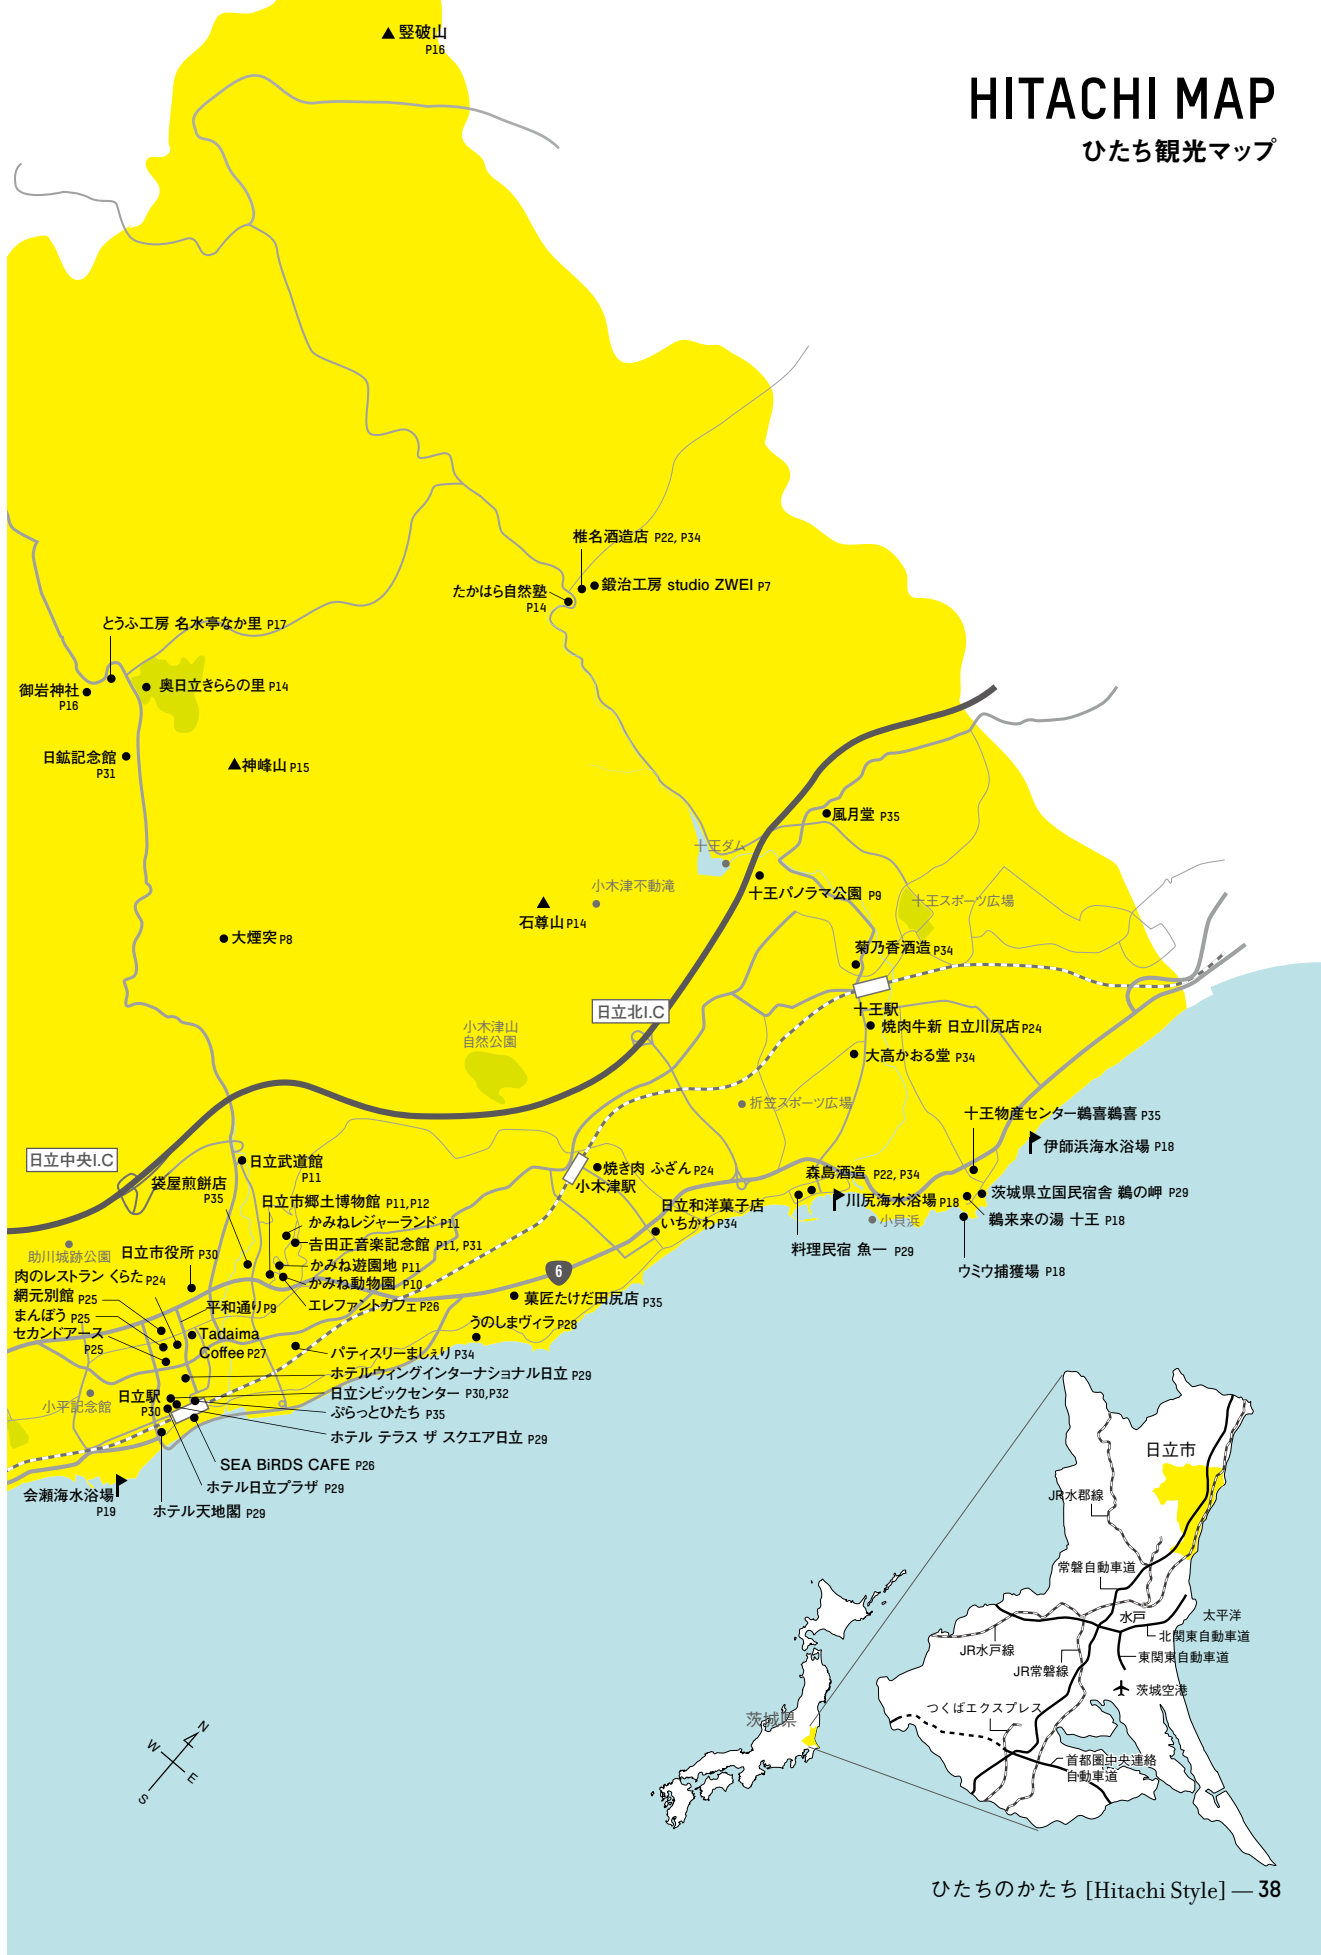 竪破山
P16
HITACHI MAP
ひたち観光マップ
椎名酒造店 P22, P34
鍛冶工房 studio ZWEI P7
たかはら自然塾
P14
とうふ工房 名水亭なか里 P17
御岩神社
P16
奥日立きららの里 P14
日鉱記念館
P31
神峰山 P15
風月堂 P35
十王ダム
小木津不動滝
十王パノラマ公園 P9
十王スポーツ広場
石尊山 P14
大煙突 P8
菊乃香酒造 P34
日立北I.C
十王駅
小木津山
自然公園
焼肉牛新 日立川尻店 P24
大高かおる堂 P34
折笠スポーツ広場
十王物産センター鵜喜鵜喜 P35
伊師浜海水浴場 P18
日立中央I.C
日立武道館
P11
焼き肉 ふざん P24
小木津駅
森島酒造 P22, P34
袋屋煎餅店
P35
日立市郷土博物館 P11,P12
川尻海水浴場 P18
茨城県立国民宿舎 鵜の岬 P29
かみねレジャーランド P11
日立和洋菓子店
いちかわ P34
小貝浜
鵜来来の湯 十王 P18
助川城跡公園
日立市役所 P30
吉田正音楽記念館 P11, P31
料理民宿 魚一 P29
かみね遊園地 P11
ウミウ捕獲場 P18
肉のレストラン くらた P24
かみね動物園 P10
6
網元別館 P25
平和通り P9
エレファントカフェ P26
菓匠たけだ田尻店 P35
まんぼう P25
うのしまヴィラ P28
セカンドアース
P25
Tadaima
Coffee P27
パティスリーましぇり P34
ホテルウィングインターナショナル日立 P29
日立駅
P30
日立シビックセンター P30,P32
小平記念館
ぷらっとひたち P35
ホテル テラス ザ スクエア日立 P29
SEA BiRDS CAFE P26
ホテル日立プラザ P29
会瀬海水浴場
P19
ホテル天地閣 P29
日立市
JR水郡線
常磐自動車道
水戸
太平洋
北関東自動車道
JR水戸線
東関東自動車道
JR常磐線
茨城空港
つくばエクスプレス
茨城県
首都圏中央連絡
自動車道
N
W
E
S
ひたちのかたち [Hitachi Style] — 38